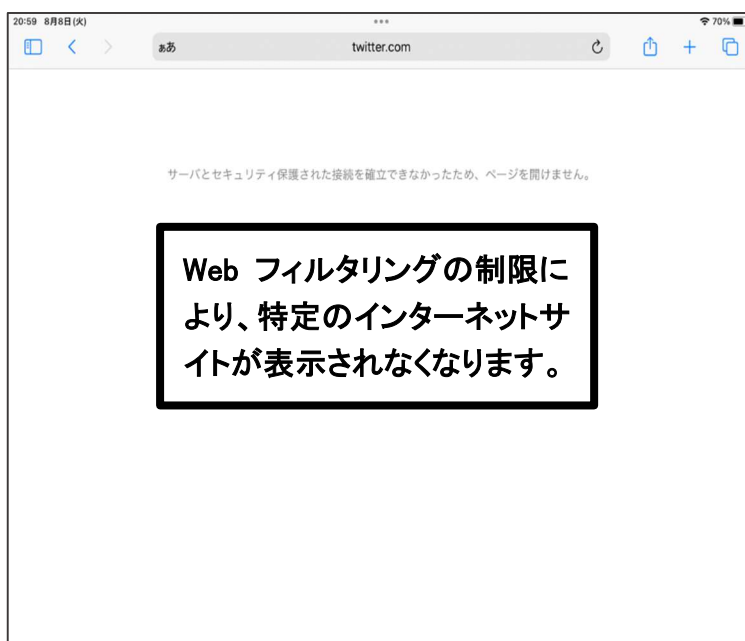 20:59 8月8日(火) 70%
ぁあ twitter.com
サーバとセキュリティ保護された接続を確立できなかったため、ページを開けません。
Web フィルタリングの制限に
より、特定のインターネットサ
イトが表示されなくなります。